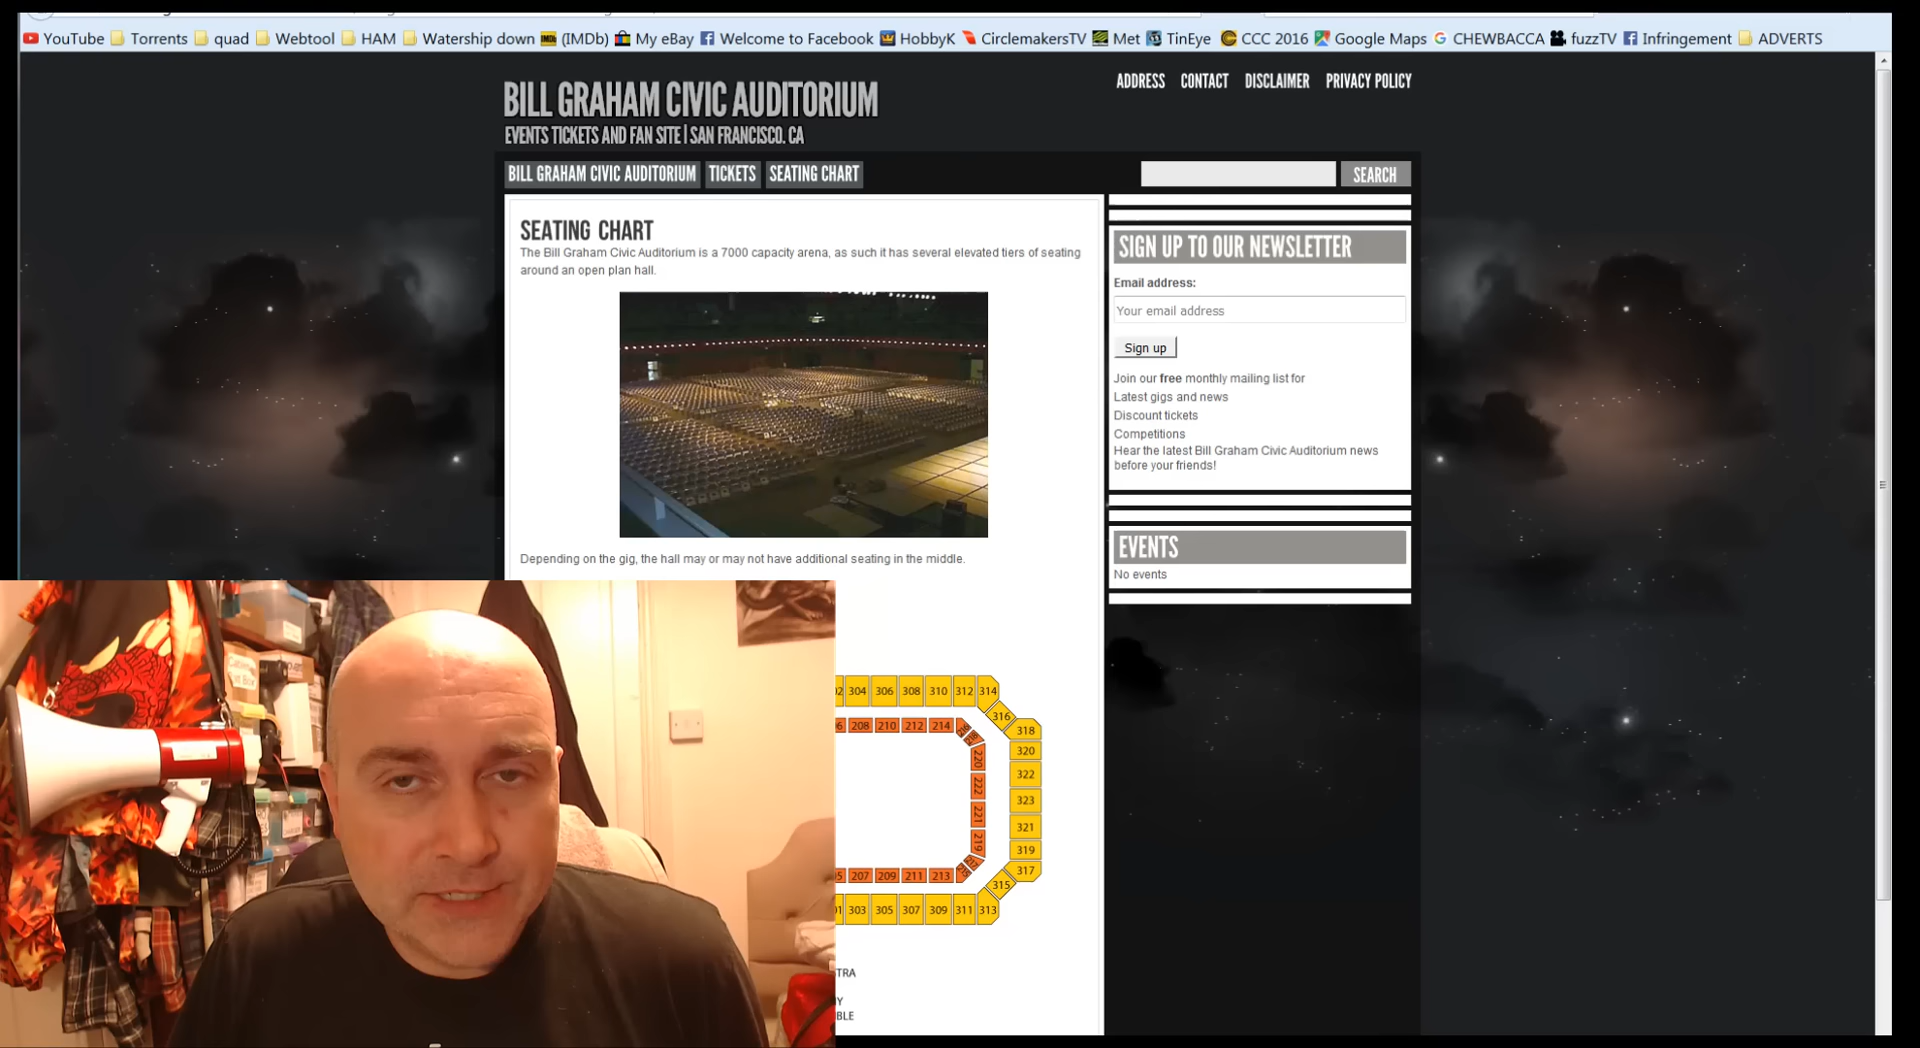 YouTube Torrents quad Webtool HAM Watership down IMDb (IMDb) My eBay Welcome to Facebook HobbyK CirclemakersTV Met TinEye CCC 2016 Google Maps CHEWBACCA fuzzTV Infringement ADVERTS
ADDRESS CONTACT DISCLAIMER PRIVACY POLICY
BILL GRAHAM CIVIC AUDITORIUM
EVENTS TICKETS AND FAN SITE | SAN FRANCISCO, CA
BILL GRAHAM CIVIC AUDITORIUM TICKETS SEATING CHART SEARCH
SEATING CHART
The Bill Graham Civic Auditorium is a 7000 capacity arena, as such it has several elevated tiers of seating
around an open plan hall.
Depending on the gig, the hall may or may not have additional seating in the middle.
304 306 308 310 312 314
316
318
320
322
323
321
319
317
315
303 305 307 309 311 313
208 210 212 214
220
222
221
219
207 209 211 213
TRA
Y
BLE
SIGN UP TO OUR NEWSLETTER
Email address:
Your email address
Sign up
Join our free monthly mailing list for
Latest gigs and news
Discount tickets
Competitions
Hear the latest Bill Graham Civic Auditorium news
before your friends!
EVENTS
No events